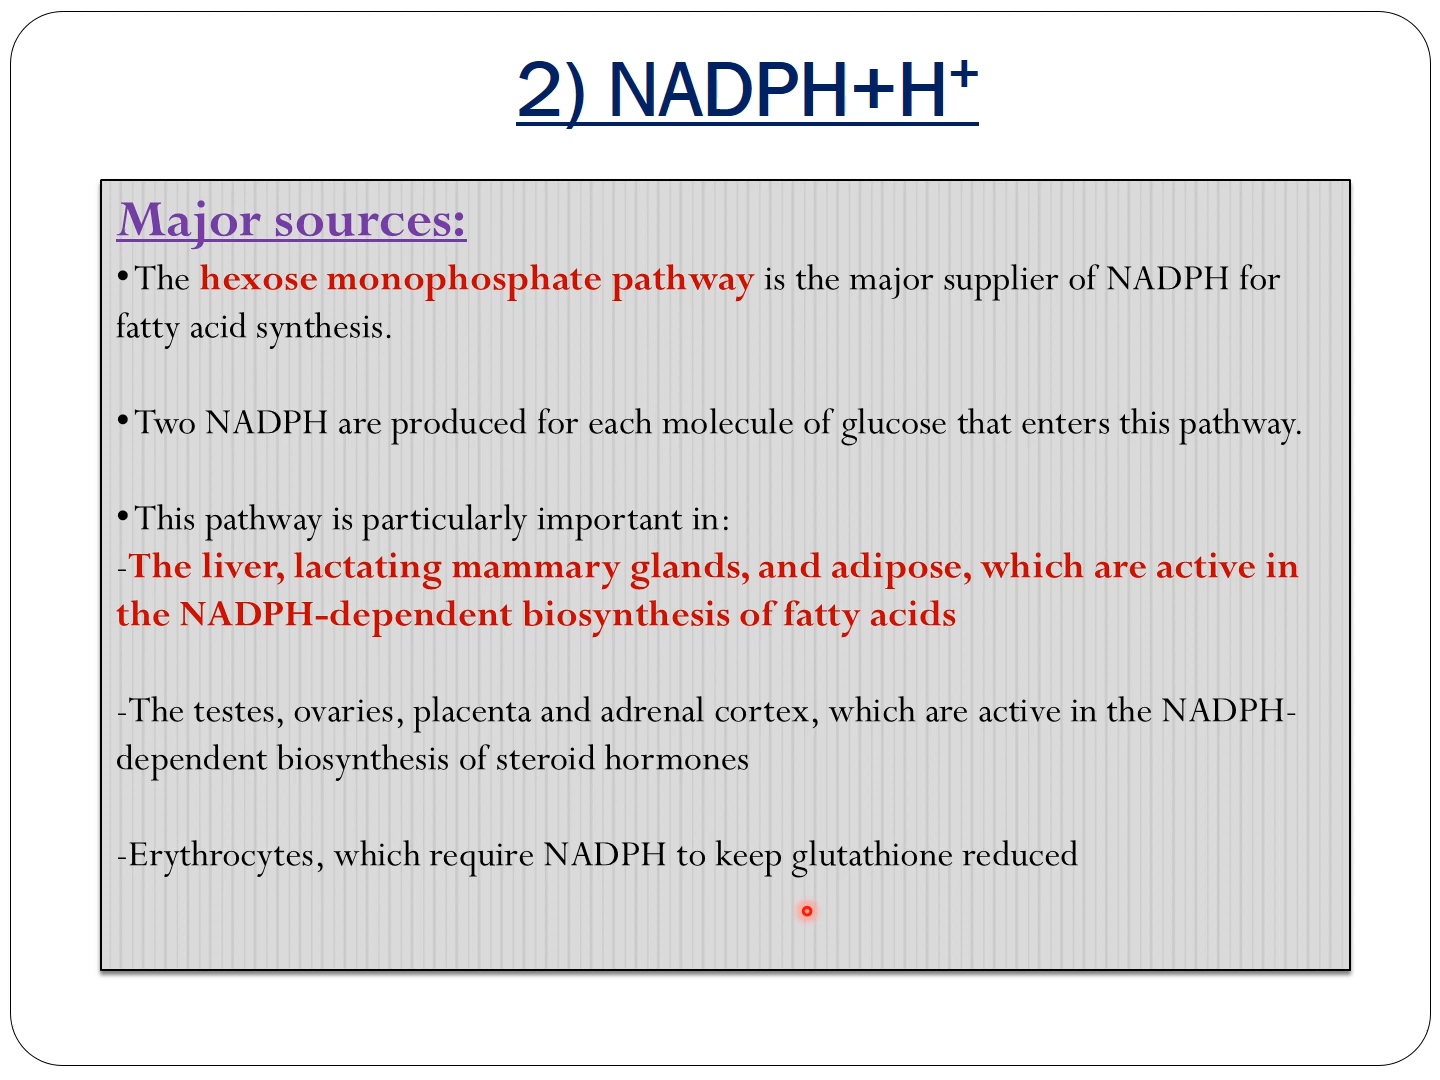 2) NADPH+H⁺
Major sources:
•The hexose monophosphate pathway is the major supplier of NADPH for
fatty acid synthesis.
•Two NADPH are produced for each molecule of glucose that enters this pathway.
•This pathway is particularly important in:
-The liver, lactating mammary glands, and adipose, which are active in
the NADPH-dependent biosynthesis of fatty acids
-The testes, ovaries, placenta and adrenal cortex, which are active in the NADPH-
dependent biosynthesis of steroid hormones
-Erythrocytes, which require NADPH to keep glutathione reduced